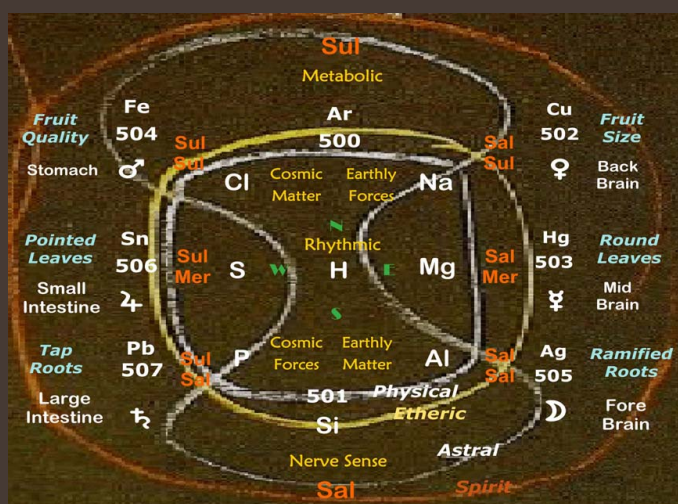 Sul
Metabolic
Fe
Ar
Cu
Fruit
Quality
504
500
502
Fruit
Size
Sul
Sul
Sal
Sul
Stomach
♂
Cl
Cosmic
Matter
Earthly
Forces
Na
♀
Back
Brain
N
Rhythmic
Pointed
Leaves
Sn
506
Sul
Mer
S
W
H
E
Mg
Sal
Mer
Hg
503
Round
Leaves
Small
Intestine
♃
S
☿
Mid
Brain
Tap
Roots
Pb
507
Sul
Sal
P
Cosmic
Forces
Earthly
Matter
Al
Sal
Sal
Ag
505
Ramified
Roots
Large
Intestine
♄
501
Physical
Etheric
Si
☽
Fore
Brain
Nerve Sense
Astral
Sal
Spirit